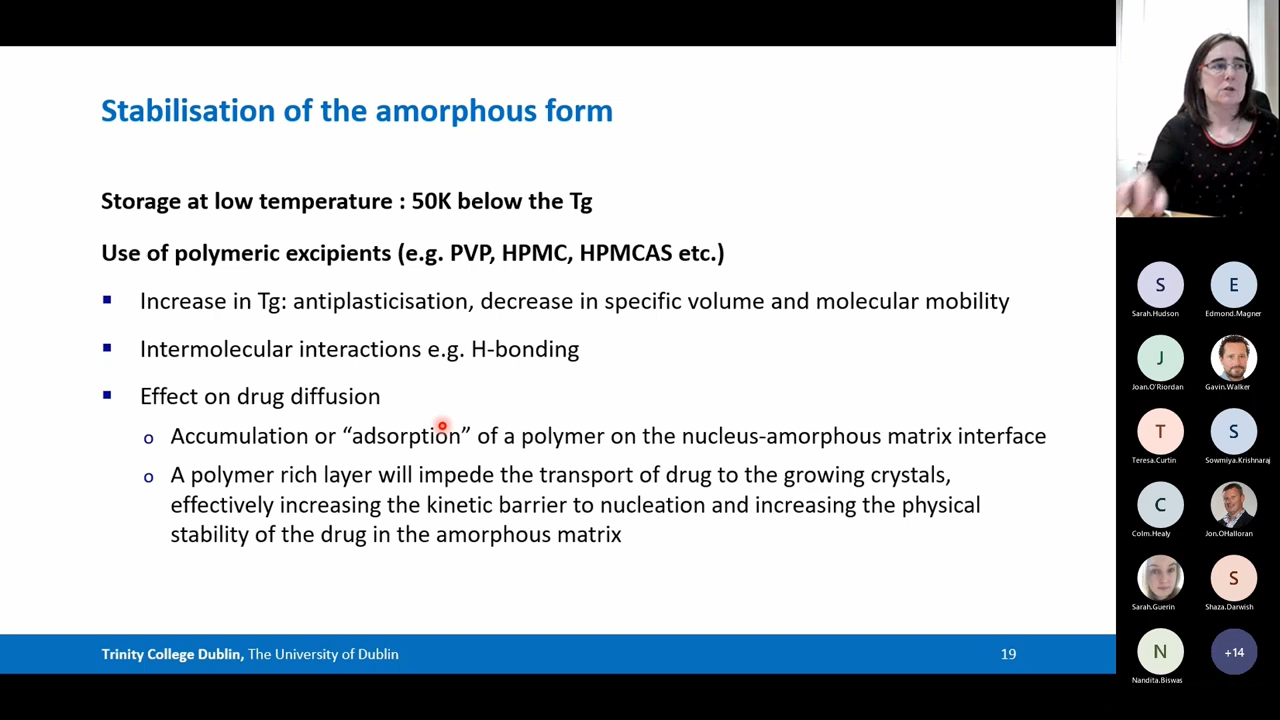 Stabilisation of the amorphous form
Storage at low temperature : 50K below the Tg
Use of polymeric excipients (e.g. PVP, HPMC, HPMCAS etc.)
Increase in Tg: antiplasticisation, decrease in specific volume and molecular mobility
Intermolecular interactions e.g. H-bonding
Effect on drug diffusion
Accumulation or “adsorption” of a polymer on the nucleus-amorphous matrix interface
A polymer rich layer will impede the transport of drug to the growing crystals,
effectively increasing the kinetic barrier to nucleation and increasing the physical
stability of the drug in the amorphous matrix
Trinity College Dublin, The University of Dublin
19
S
Sarah.Hudson
E
Edmond.Magner
J
Joan.O'Riordan
Gavin.Walker
T
Teresa.Curtin
S
Sowmiya.Krishnaraj
C
Colm.Healy
Jon.OHalloran
Sarah.Guerin
S
Shaza.Darwish
N
Nandita.Biswas
+14